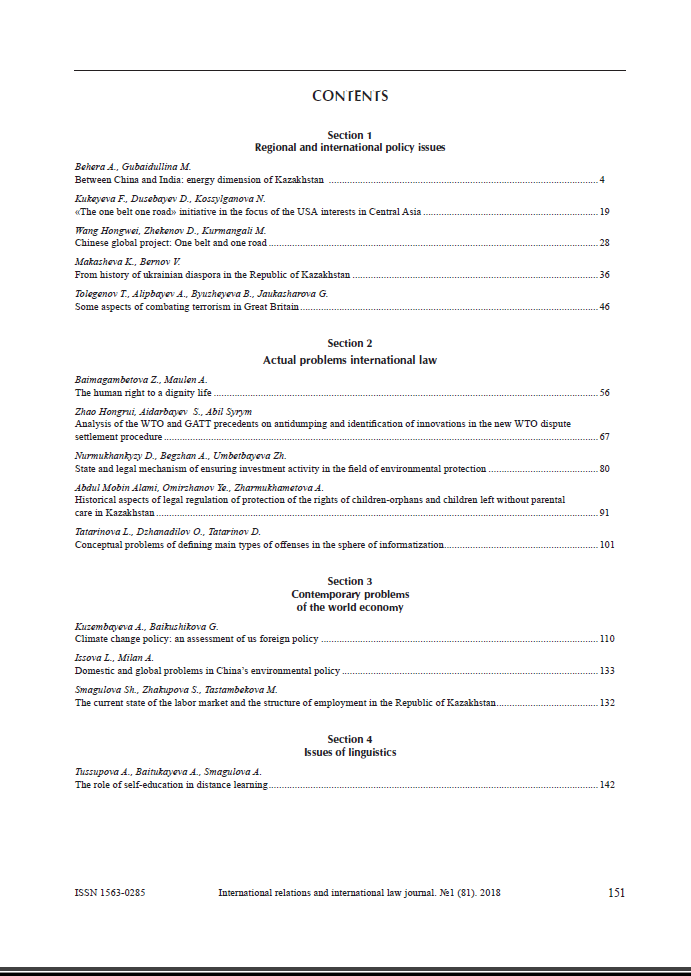 CONTENTS
Section 1
Regional and international policy issues
Behera A., Gubaidullina M.
Between China and India: energy dimension of Kazakhstan ........ 4
Kukeyeva F., Dusebayev D., Kossylganova N.
«The one belt one road» initiative in the focus of the USA interests in Central Asia ........ 19
Wang Hongwei, Zhekenov D., Kurmangali M.
Chinese global project: One belt and one road ........ 28
Makasheva K., Bernov V.
From history of ukrainian diaspora in the Republic of Kazakhstan ........ 36
Tolegenov T., Alipbayev A., Byuzheyeva B., Jaukasharova G.
Some aspects of combating terrorism in Great Britain ........ 46
Section 2
Actual problems international law
Baimagambetova Z., Maulen A.
The human right to a dignity life ........ 56
Zhao Hongrui, Aidarbayev S., Abil Syrym
Analysis of the WTO and GATT precedents on antidumping and identification of innovations in the new WTO dispute
settlement procedure ........ 67
Nurmukhankyzy D., Begzhan A., Umbetbayeva Zh.
State and legal mechanism of ensuring investment activity in the field of environmental protection ........ 80
Abdul Mobin Alami, Omirzhanov Ye., Zharmukhametova A.
Historical aspects of legal regulation of protection of the rights of children-orphans and children left without parental
care in Kazakhstan ........ 91
Tatarinova L., Dzhanadilov O., Tatarinov D.
Conceptual problems of defining main types of offenses in the sphere of informatization ........ 101
Section 3
Contemporary problems
of the world economy
Kuzembayeva A., Baikushikova G.
Climate change policy: an assessment of us foreign policy ........ 110
Issova L., Milan A.
Domestic and global problems in China's environmental policy ........ 133
Smagulova Sh., Zhakupova S., Tastambekova M.
The current state of the labor market and the structure of employment in the Republic of Kazakhstan ........ 132
Section 4
Issues of linguistics
Tussupova A., Baitukayeva A., Smagulova A.
The role of self-education in distance learning ........ 142
ISSN 1563-0285 International relations and international law journal. №1 (81). 2018 151